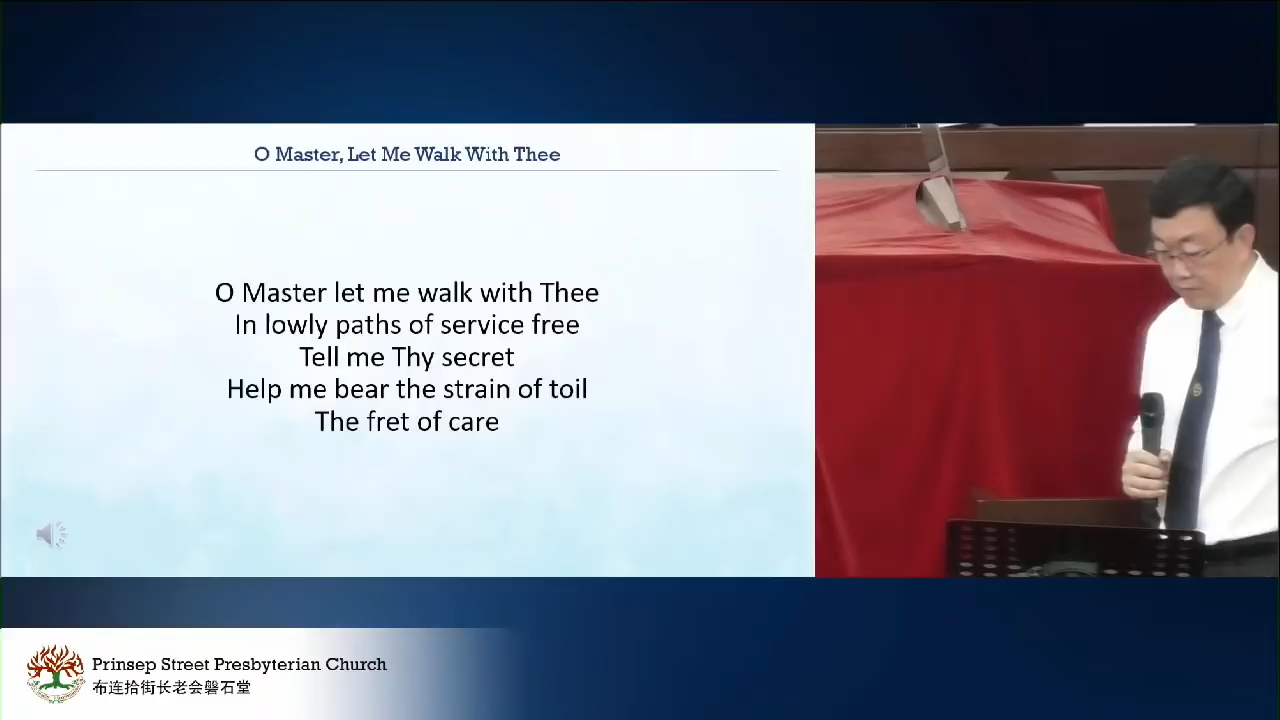 O Master, Let Me Walk With Thee
O Master let me walk with Thee
In lowly paths of service free
Tell me Thy secret
Help me bear the strain of toil
The fret of care
Prinsep Street Presbyterian Church
布连拾街长老会磐石堂